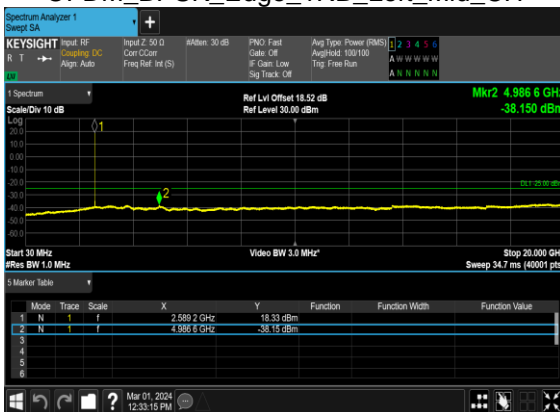 Spectrum Analyzer 1
Swept SA
+
KEYSIGHT
R T
LV
Input: RF
Coupling: DC
Align: Auto
Input Z: 50 Ω
Corr CCorr
Freq Ref: Int (S)
#Atten: 30 dB
PNO: Fast
Gate: Off
IF Gain: Low
Sig Track: Off
Avg Type: Power (RMS)
Avg|Hold: 100/100
Trig: Free Run
1 2 3 4 5 6
A W W W W W
A N N N N N
1 Spectrum
Scale/Div 10 dB
Ref Lvl Offset 18.52 dB
Ref Level 30.00 dBm
Mkr2 4.986 6 GHz
-38.150 dBm
Log
20.0
10.0
0.00
-10.0
-20.0
-30.0
-40.0
-50.0
-60.0
1
2
DL1 -25.00 dBm
Start 30 MHz
#Res BW 1.0 MHz
Video BW 3.0 MHz*
Stop 20.000 GH
Sweep 34.7 ms (40001 pts
5 Marker Table
Mode Trace Scale X Y Function Function Width Function Value
1 N 1 f 2.589 2 GHz 18.33 dBm
2 N 1 f 4.986 6 GHz -38.15 dBm
3
4
5
6
?
Mar 01, 2024
12:33:15 PM